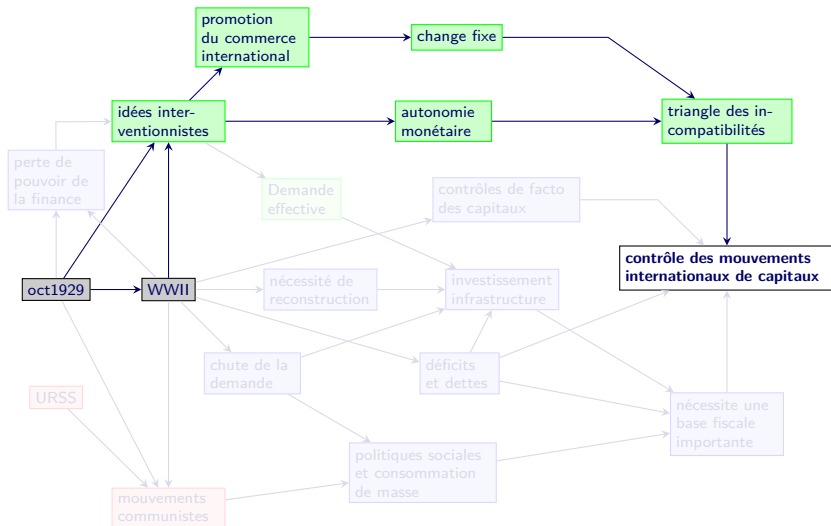 promotion
du commerce
international
change fixe
idées inter-
ventionnistes
autonomie
monétaire
triangle des in-
compatibilités
perte de
pouvoir de
la finance
Demande
effective
contrôles de facto
des capitaux
contrôle des mouvements
internationaux de capitaux
oct1929
WWII
nécessité de
reconstruction
investissement
infrastructure
chute de la
demande
déficits
et dettes
URSS
nécessite une
base fiscale
importante
politiques sociales
et consommation
de masse
mouvements
communistes